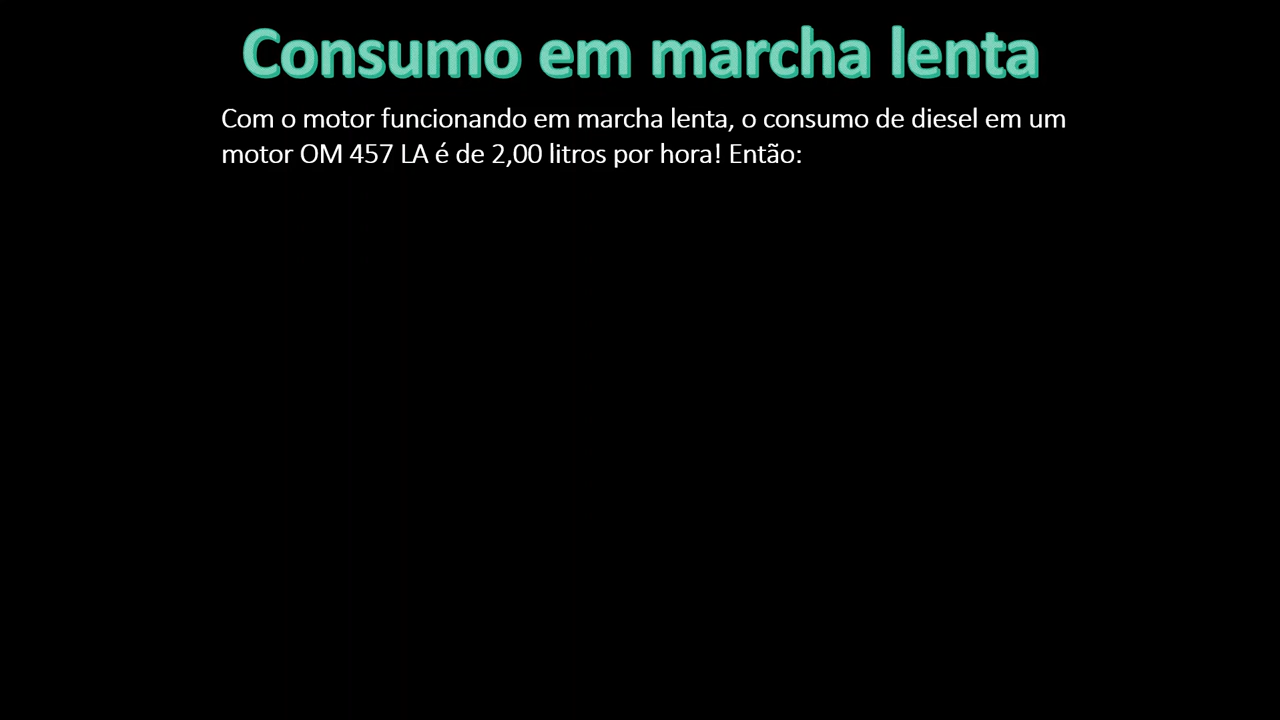 Consumo em marcha lenta
Com o motor funcionando em marcha lenta, o consumo de diesel em um
motor OM 457 LA é de 2,00 litros por hora! Então: